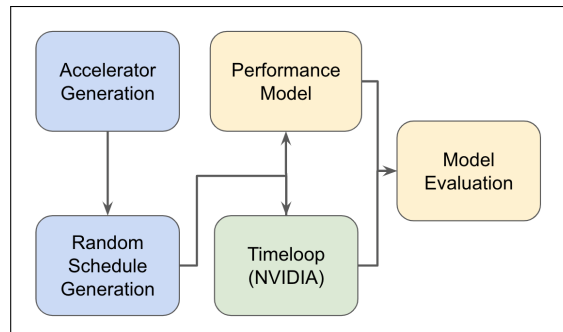 Accelerator
Generation
Performance
Model
Model
Evaluation
Random
Schedule
Generation
Timeloop
(NVIDIA)